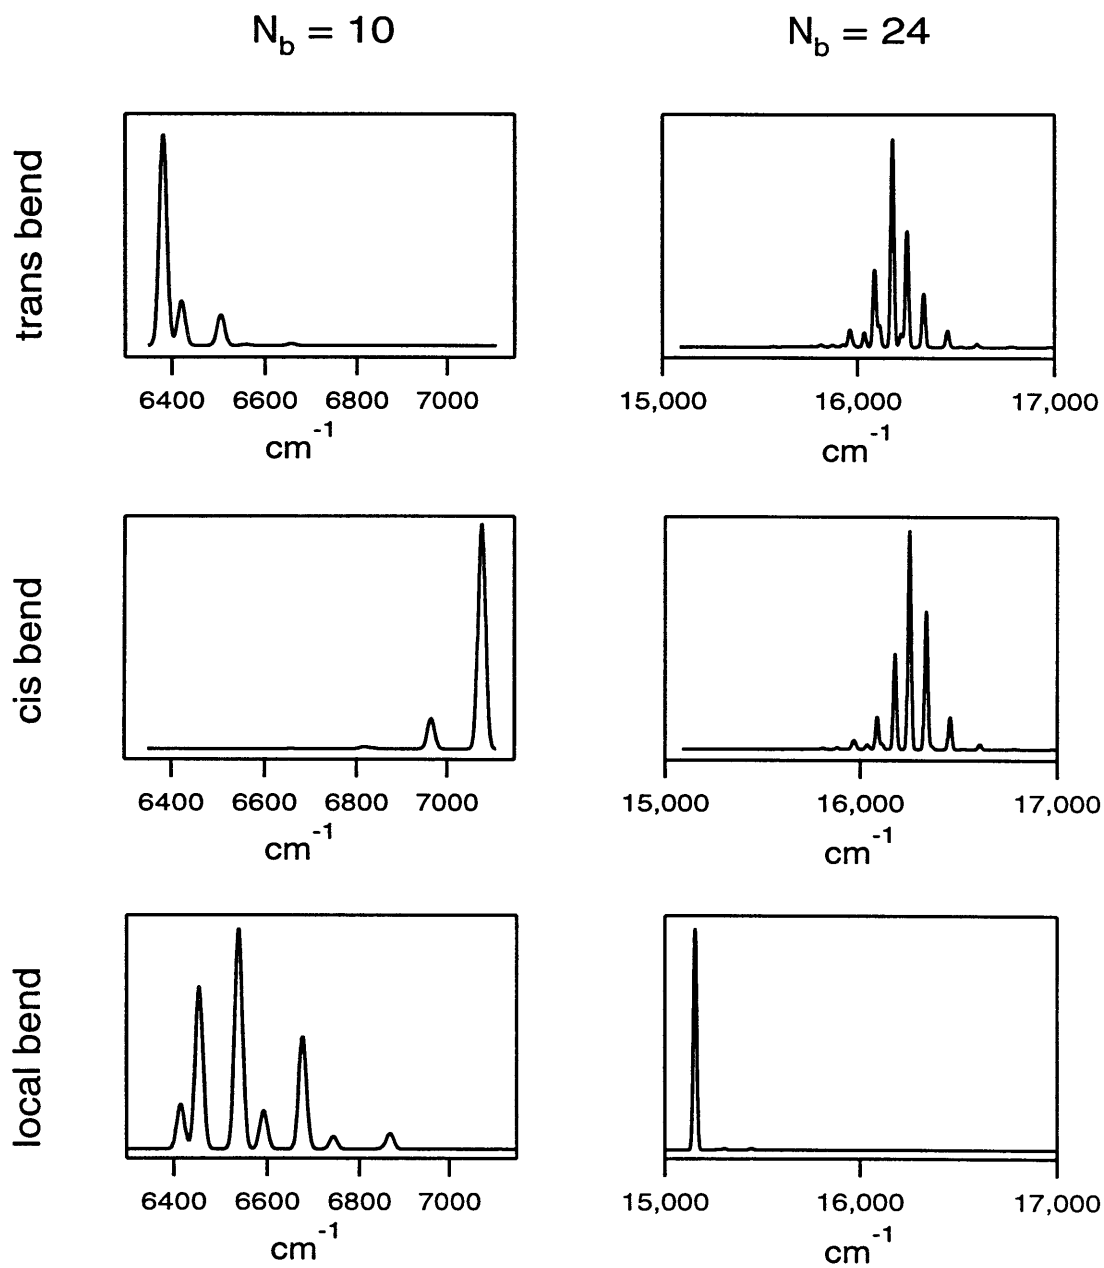 N_b = 10
N_b = 24
trans bend
6400 6600 6800 7000
cm^-1
15,000 16,000 17,000
cm^-1
cis bend
6400 6600 6800 7000
cm^-1
15,000 16,000 17,000
cm^-1
local bend
6400 6600 6800 7000
cm^-1
15,000 16,000 17,000
cm^-1